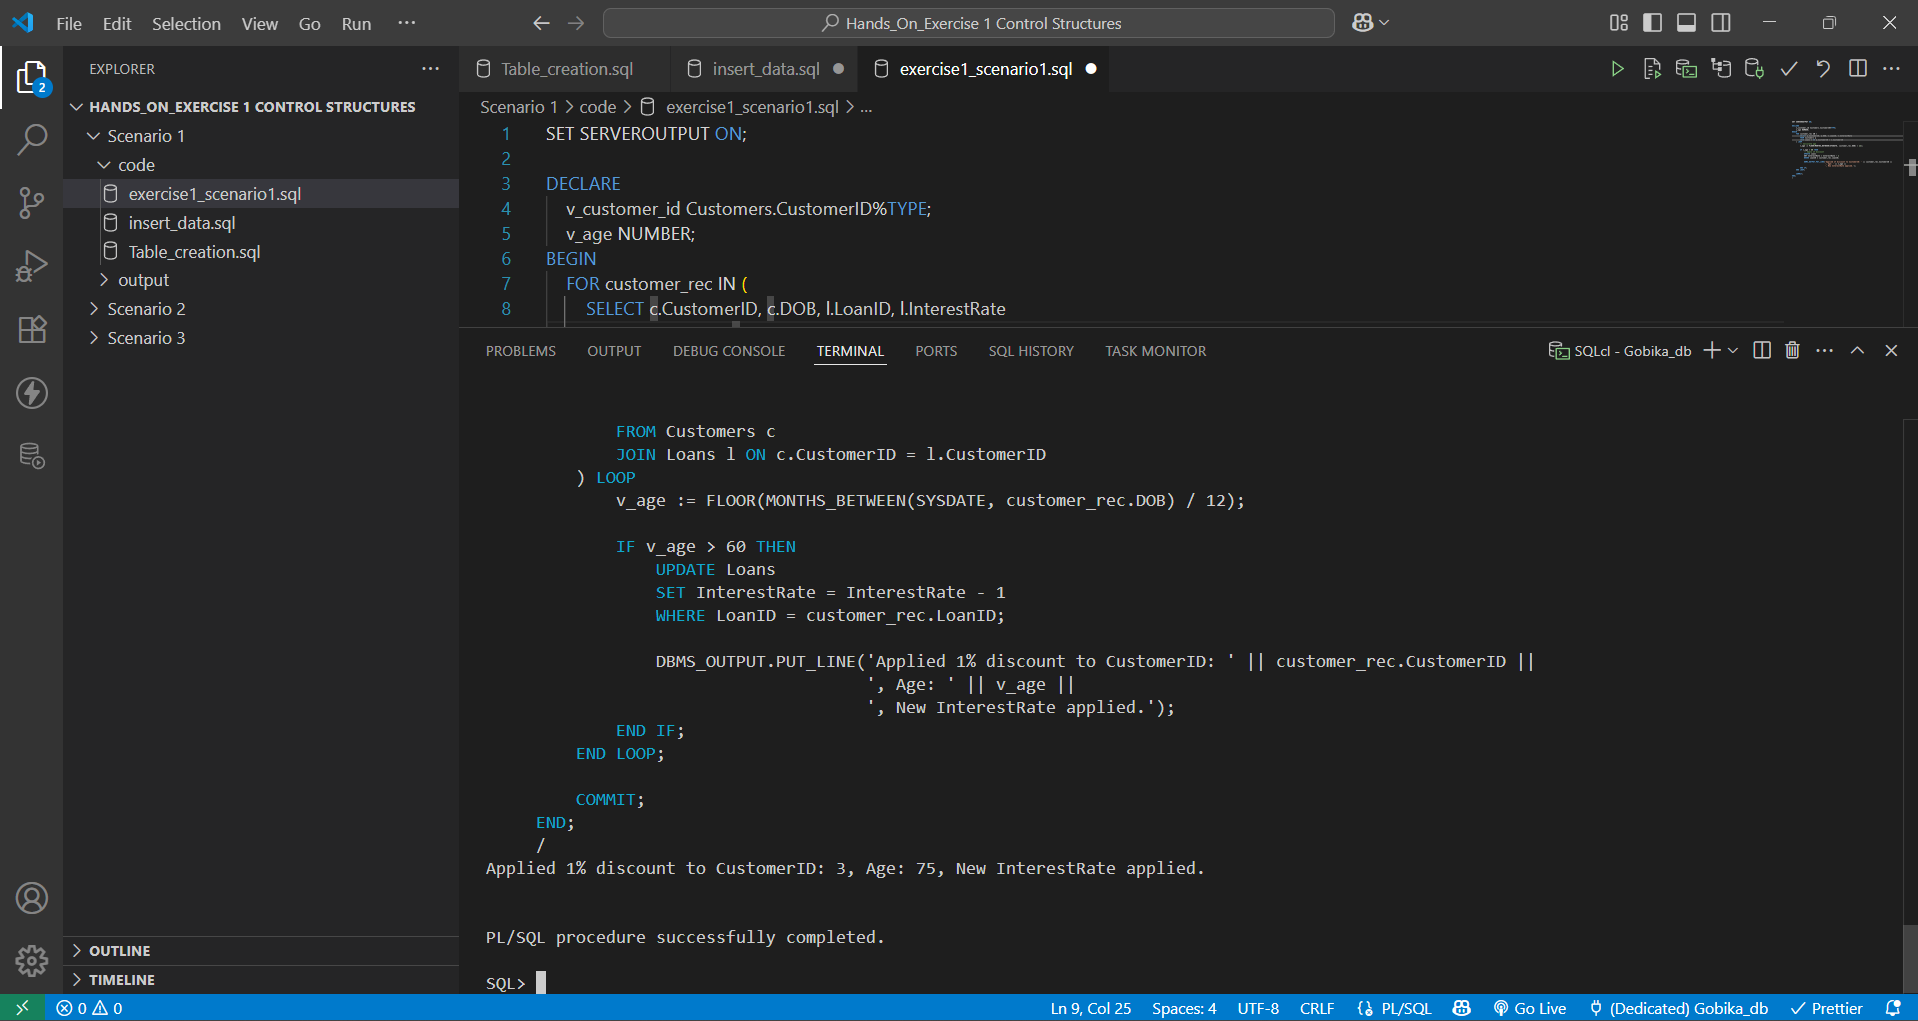 File Edit Selection View Go Run ···
Hands_On_Exercise 1 Control Structures
EXPLORER
2
HANDS_ON_EXERCISE 1 CONTROL STRUCTURES
Scenario 1
code
exercise1_scenario1.sql
insert_data.sql
Table_creation.sql
output
Scenario 2
Scenario 3
OUTLINE
TIMELINE
Table_creation.sql insert_data.sql exercise1_scenario1.sql
Scenario 1 > code > exercise1_scenario1.sql > ...
1 SET SERVEROUTPUT ON;
2
3 DECLARE
4 v_customer_id Customers.CustomerID%TYPE;
5 v_age NUMBER;
6 BEGIN
7 FOR customer_rec IN (
8 SELECT c.CustomerID, c.DOB, l.LoanID, l.InterestRate
PROBLEMS OUTPUT DEBUG CONSOLE TERMINAL PORTS SQL HISTORY TASK MONITOR
SQLcl - Gobika_db
FROM Customers c
JOIN Loans l ON c.CustomerID = l.CustomerID
) LOOP
v_age := FLOOR(MONTHS_BETWEEN(SYSDATE, customer_rec.DOB) / 12);
IF v_age > 60 THEN
UPDATE Loans
SET InterestRate = InterestRate - 1
WHERE LoanID = customer_rec.LoanID;
DBMS_OUTPUT.PUT_LINE('Applied 1% discount to CustomerID: ' || customer_rec.CustomerID ||
', Age: ' || v_age ||
', New InterestRate applied.');
END IF;
END LOOP;
COMMIT;
END;
/
Applied 1% discount to CustomerID: 3, Age: 75, New InterestRate applied.
PL/SQL procedure successfully completed.
SQL>
0 0
Ln 9, Col 25 Spaces: 4 UTF-8 CRLF PL/SQL Go Live (Dedicated) Gobika_db Prettier